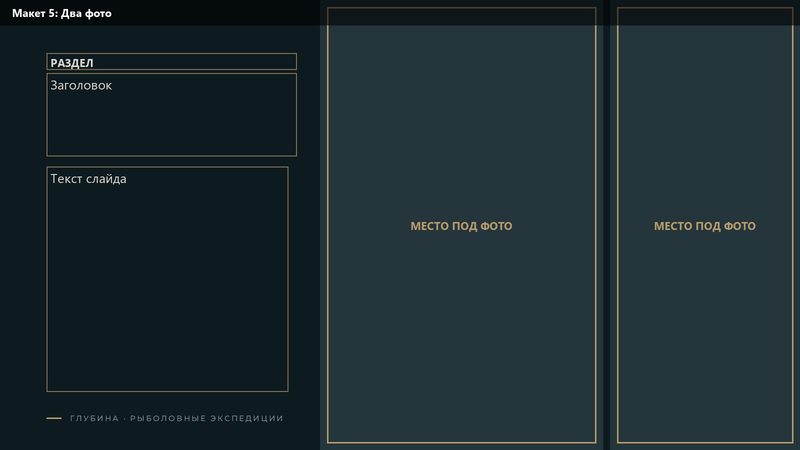 Макет 5: Два фото
РАЗДЕЛ
Заголовок
Текст слайда
МЕСТО ПОД ФОТО
МЕСТО ПОД ФОТО
ГЛУБИНА · РЫБОЛОВНЫЕ ЭКСПЕДИЦИИ